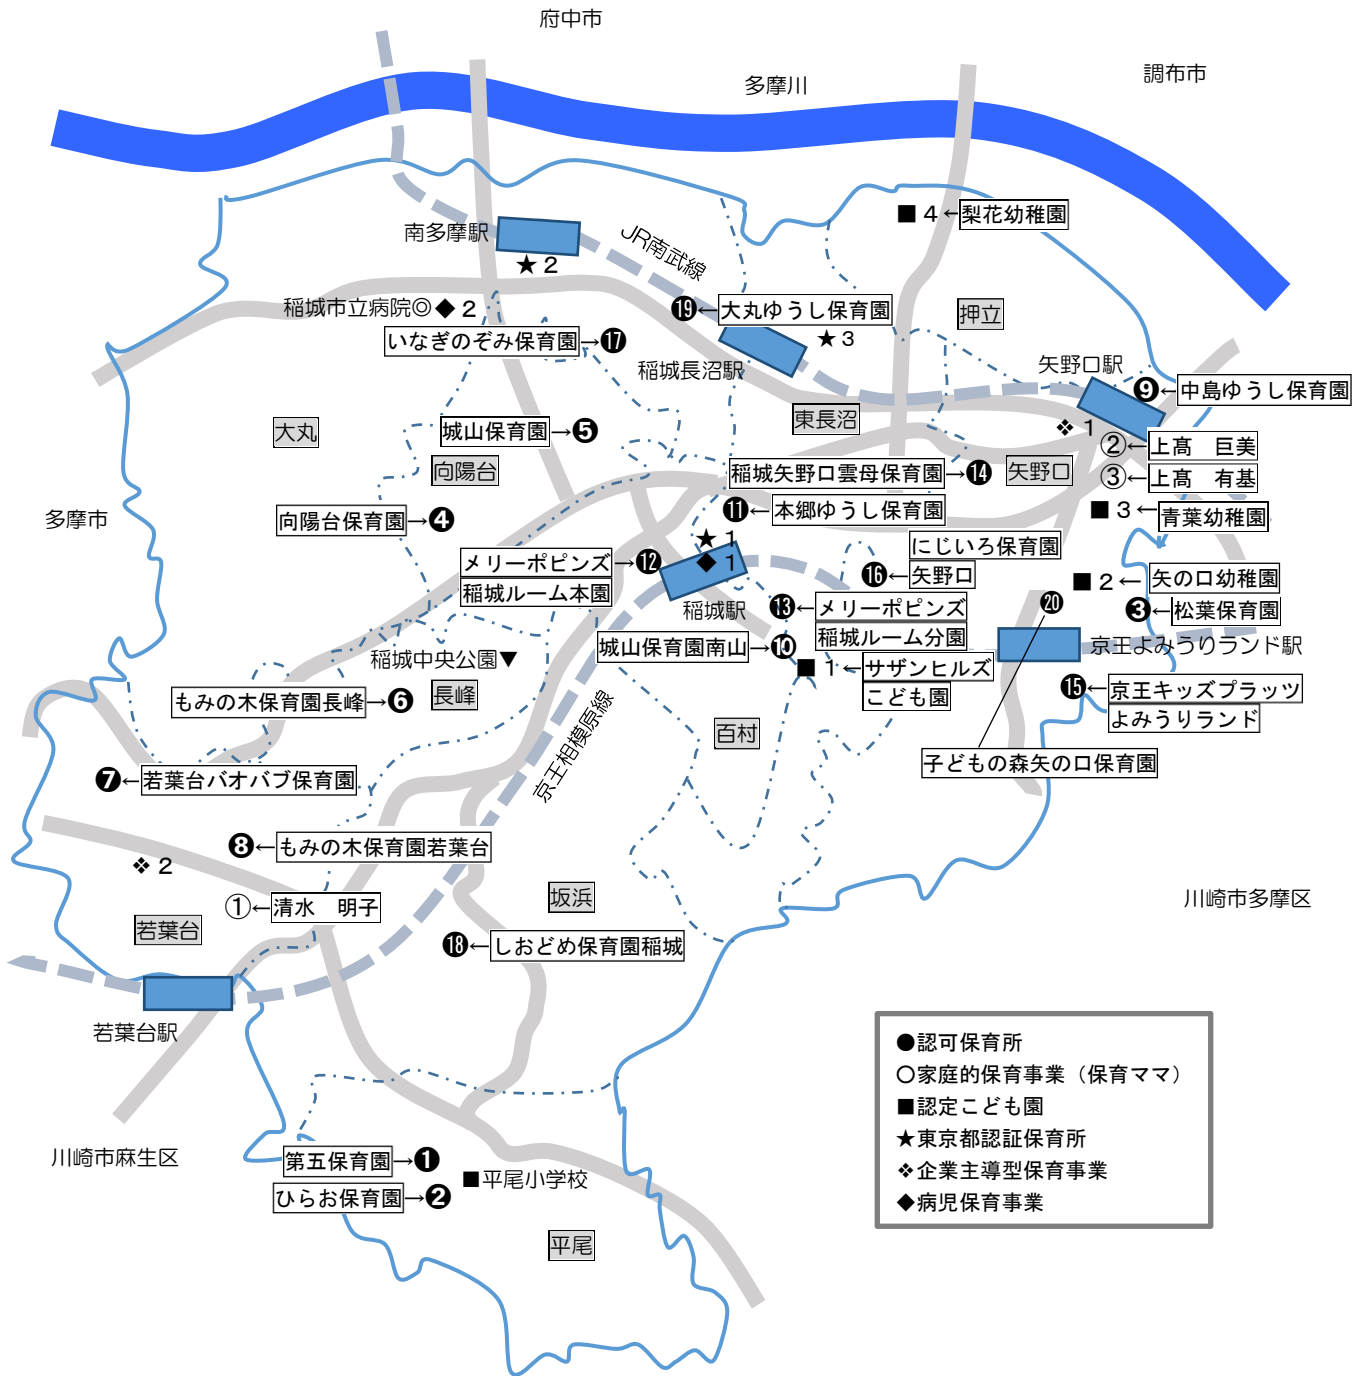 府中市
調布市
多摩川
■ 4 ←梨花幼稚園
南多摩駅
★ 2
JR南武線
稲城市立病院◎◆ 2
⓳←大丸ゆうし保育園
押立
いなぎのぞみ保育園→⓱
★ 3
稲城長沼駅
矢野口駅
❾←中島ゆうし保育園
大丸
城山保育園→❺
東長沼
❖ 1
②←上髙　巨美
向陽台
稲城矢野口雲母保育園→⓮
矢野口
③←上髙　有基
多摩市
向陽台保育園→❹
⓫←本郷ゆうし保育園
■ 3 ←青葉幼稚園
★ 1
メリーポピンズ→⓬
稲城ルーム本園
◆ 1
にじいろ保育園
⓰←矢野口
■ 2 ←矢の口幼稚園
稲城駅
⓭←メリーポピンズ
稲城ルーム分園
⓴
❸←松葉保育園
城山保育園南山→❿
京王よみうりランド駅
稲城中央公園▼
■ 1 ←サザンヒルズ
こども園
もみの木保育園長峰→❻
長峰
⓯←京王キッズプラッツ
よみうりランド
百村
京王相模原線
子どもの森矢の口保育園
❼←若葉台バオバブ保育園
❽←もみの木保育園若葉台
❖ 2
①←清水　明子
坂浜
川崎市多摩区
若葉台
⓲←しおどめ保育園稲城
若葉台駅
●認可保育所
○家庭的保育事業（保育ママ）
■認定こども園
★東京都認証保育所
❖企業主導型保育事業
◆病児保育事業
川崎市麻生区
第五保育園→❶
■平尾小学校
ひらお保育園→❷
平尾